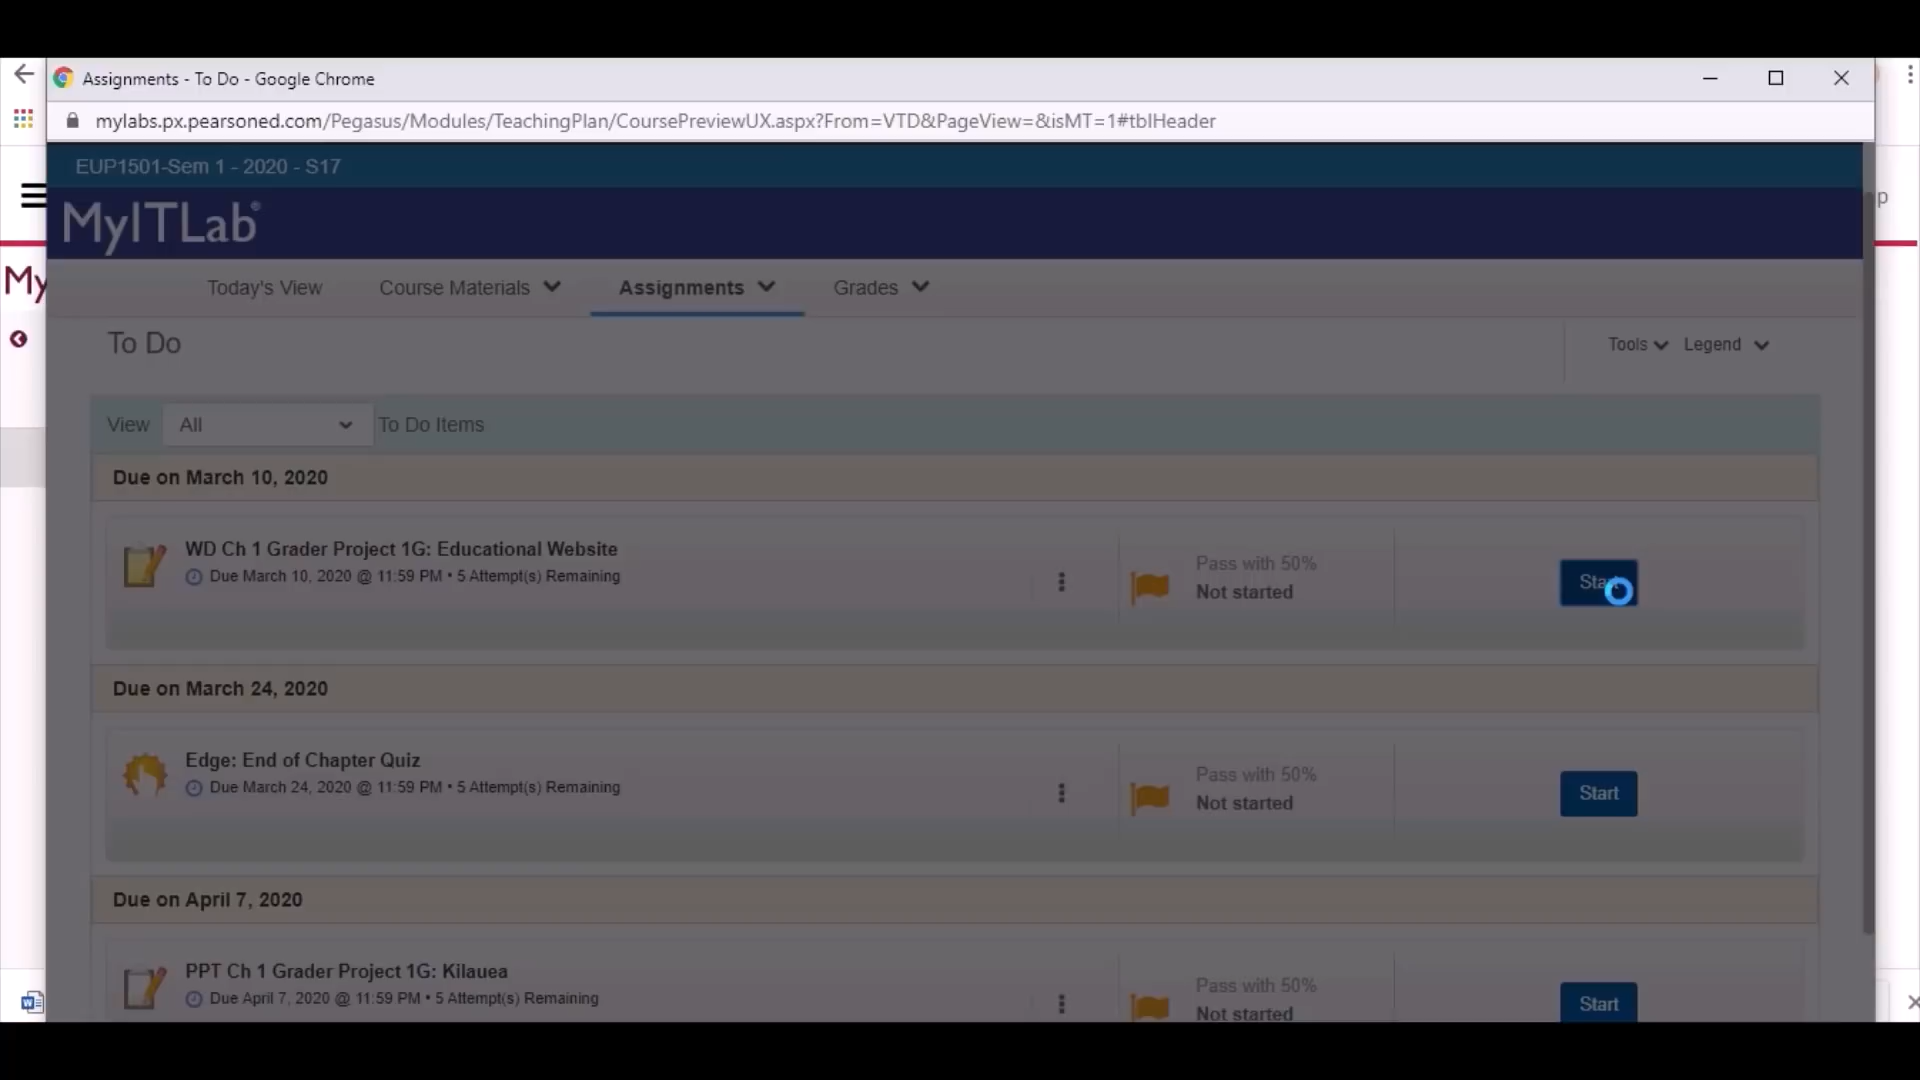 Assignments - To Do - Google Chrome
mylabs.px.pearsoned.com/Pegasus/Modules/TeachingPlan/CoursePreviewUX.aspx?From=VTD&PageView=&isMT=1#tblHeader
EUP1501-Sem 1 - 2020 - S17
MyITLab®
My
p
Today's View Course Materials Assignments Grades
To Do
Tools Legend
View All To Do Items
Due on March 10, 2020
WD Ch 1 Grader Project 1G: Educational Website
Due March 10, 2020 @ 11:59 PM • 5 Attempt(s) Remaining
Pass with 50%
Not started
Start
Due on March 24, 2020
Edge: End of Chapter Quiz
Due March 24, 2020 @ 11:59 PM • 5 Attempt(s) Remaining
Pass with 50%
Not started
Start
Due on April 7, 2020
PPT Ch 1 Grader Project 1G: Kilauea
Due April 7, 2020 @ 11:59 PM • 5 Attempt(s) Remaining
Pass with 50%
Not started
Start